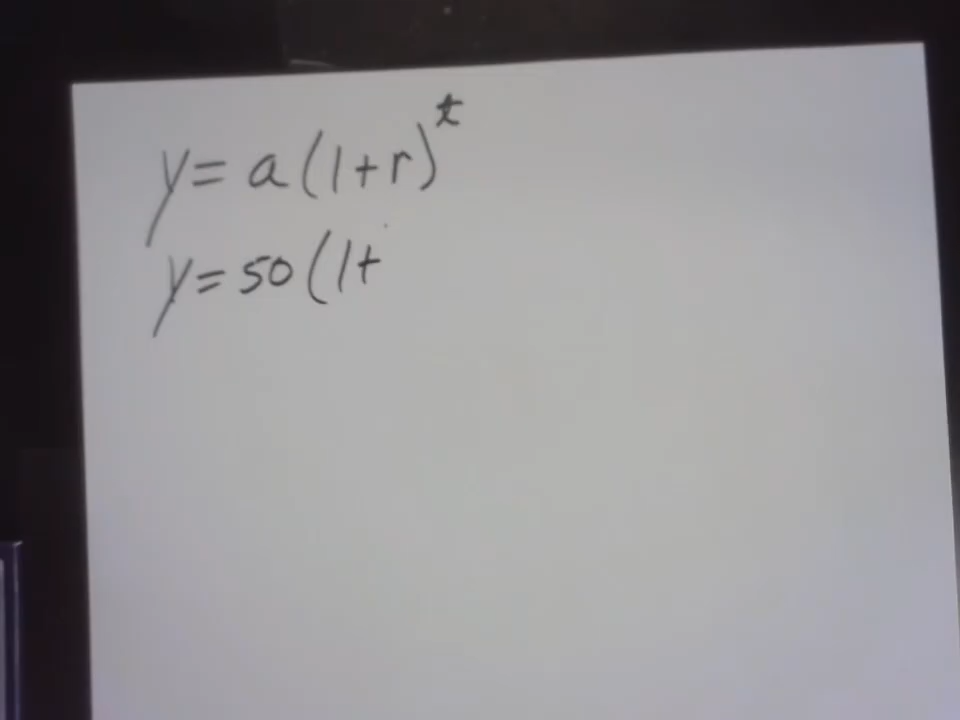 y = a(1+r)^t
y = 50(1+